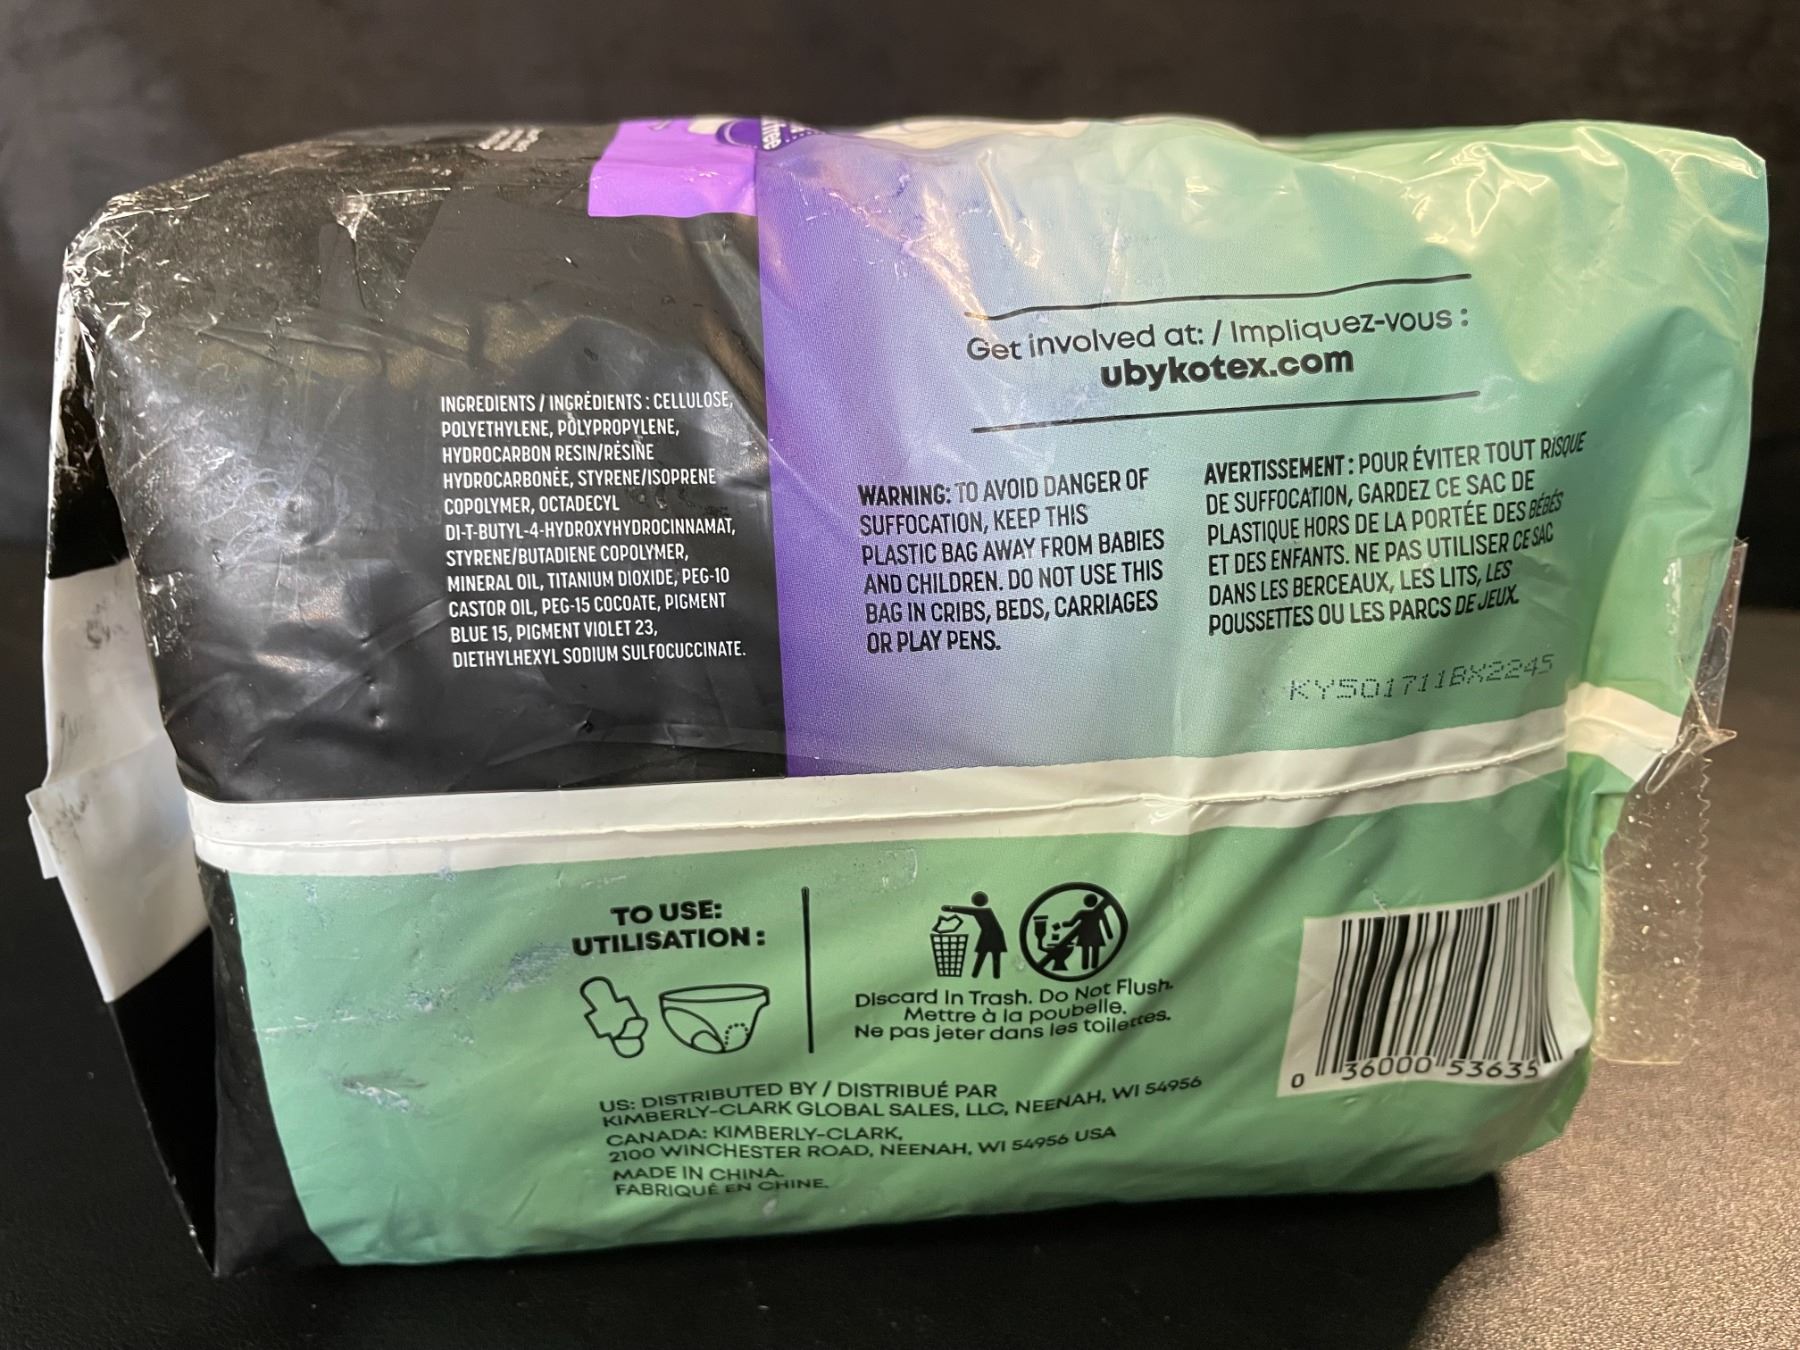 free
INGREDIENTS / INGRÉDIENTS : CELLULOSE,
POLYETHYLENE, POLYPROPYLENE,
HYDROCARBON RESIN/RÉSINE
HYDROCARBONÉE, STYRENE/ISOPRENE
COPOLYMER, OCTADECYL
DI-T-BUTYL-4-HYDROXYHYDROCINNAMAT,
STYRENE/BUTADIENE COPOLYMER,
MINERAL OIL, TITANIUM DIOXIDE, PEG-10
CASTOR OIL, PEG-15 COCOATE, PIGMENT
BLUE 15, PIGMENT VIOLET 23,
DIETHYLHEXYL SODIUM SULFOCUCCINATE.
Get involved at: / Impliquez-vous :
ubykotex.com
WARNING: TO AVOID DANGER OF
SUFFOCATION, KEEP THIS
PLASTIC BAG AWAY FROM BABIES
AND CHILDREN. DO NOT USE THIS
BAG IN CRIBS, BEDS, CARRIAGES
OR PLAY PENS.
AVERTISSEMENT : POUR ÉVITER TOUT RISQUE
DE SUFFOCATION, GARDEZ CE SAC DE
PLASTIQUE HORS DE LA PORTÉE DES BÉBÉS
ET DES ENFANTS. NE PAS UTILISER CE SAC
DANS LES BERCEAUX, LES LITS, LES
POUSSETTES OU LES PARCS DE JEUX.
KY501711BX2245
TO USE:
UTILISATION :
Discard In Trash. Do Not Flush.
Mettre à la poubelle.
Ne pas jeter dans les toilettes.
US: DISTRIBUTED BY / DISTRIBUÉ PAR
KIMBERLY-CLARK GLOBAL SALES, LLC, NEENAH, WI 54956
CANADA: KIMBERLY-CLARK,
2100 WINCHESTER ROAD, NEENAH, WI 54956 USA
MADE IN CHINA.
FABRIQUÉ EN CHINE.
0 36000 53635